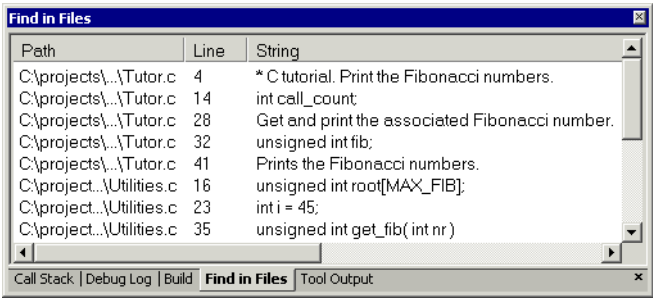 Find in Files
Path Line String
C:\projects\...\Tutor.c 4 * C tutorial. Print the Fibonacci numbers.
C:\projects\...\Tutor.c 14 int call_count;
C:\projects\...\Tutor.c 28 Get and print the associated Fibonacci number.
C:\projects\...\Tutor.c 32 unsigned int fib;
C:\projects\...\Tutor.c 41 Prints the Fibonacci numbers.
C:\project...\Utilities.c 16 unsigned int root[MAX_FIB];
C:\project...\Utilities.c 23 int i = 45;
C:\project...\Utilities.c 35 unsigned int get_fib( int nr )
Call Stack | Debug Log | Build Find in Files Tool Output